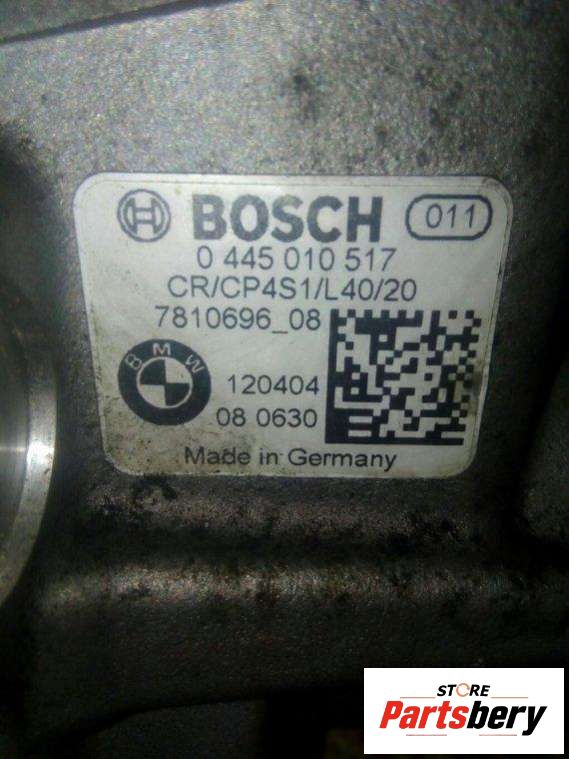 BOSCH 011
0 445 010 517
CR/CP4S1/L40/20
7810696_08
BMW
120404
08 0630
Made in Germany
STORE
Partsbery